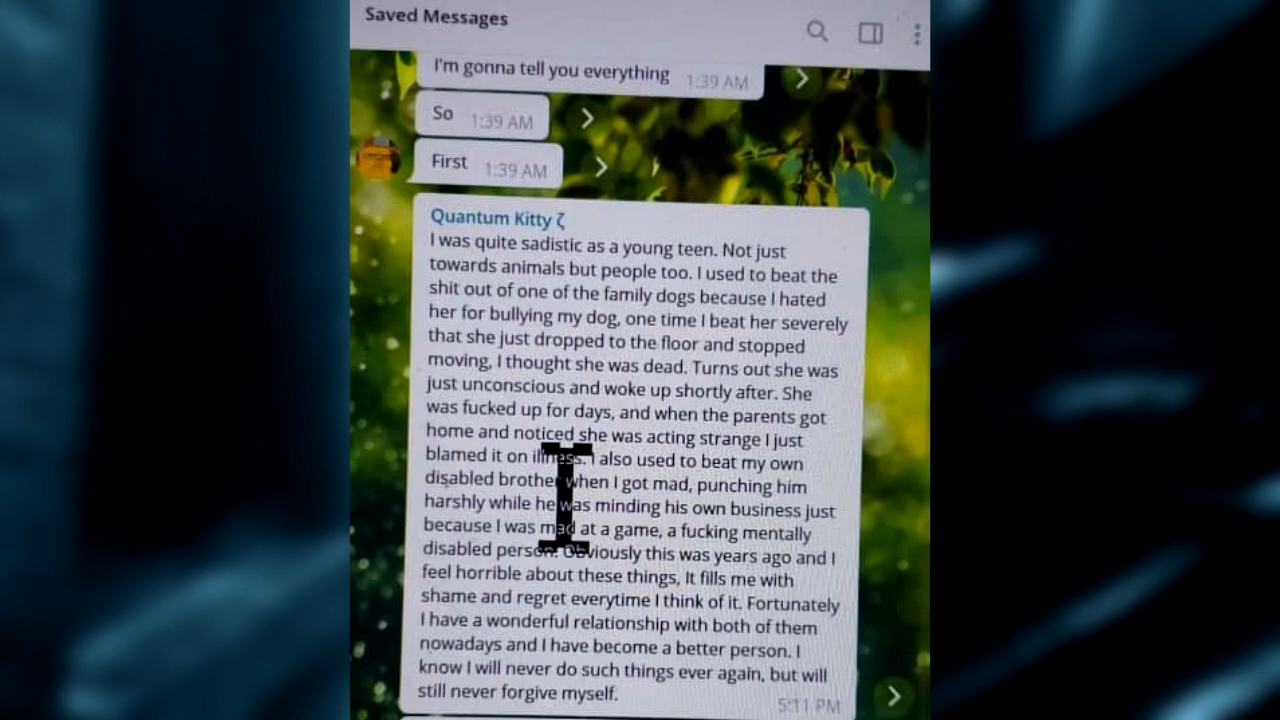 Saved Messages
I'm gonna tell you everything 1:39 AM
So 1:39 AM
First 1:39 AM
Quantum Kitty ζ
I was quite sadistic as a young teen. Not just
towards animals but people too. I used to beat the
shit out of one of the family dogs because I hated
her for bullying my dog, one time I beat her severely
that she just dropped to the floor and stopped
moving, I thought she was dead. Turns out she was
just unconscious and woke up shortly after. She
was fucked up for days, and when the parents got
home and noticed she was acting strange I just
blamed it on illness. I also used to beat my own
disabled brother when I got mad, punching him
harshly while he was minding his own business just
because I was mad at a game, a fucking mentally
disabled person. Obviously this was years ago and I
feel horrible about these things, It fills me with
shame and regret everytime I think of it. Fortunately
I have a wonderful relationship with both of them
nowadays and I have become a better person. I
know I will never do such things ever again, but will
still never forgive myself.
5:11 PM